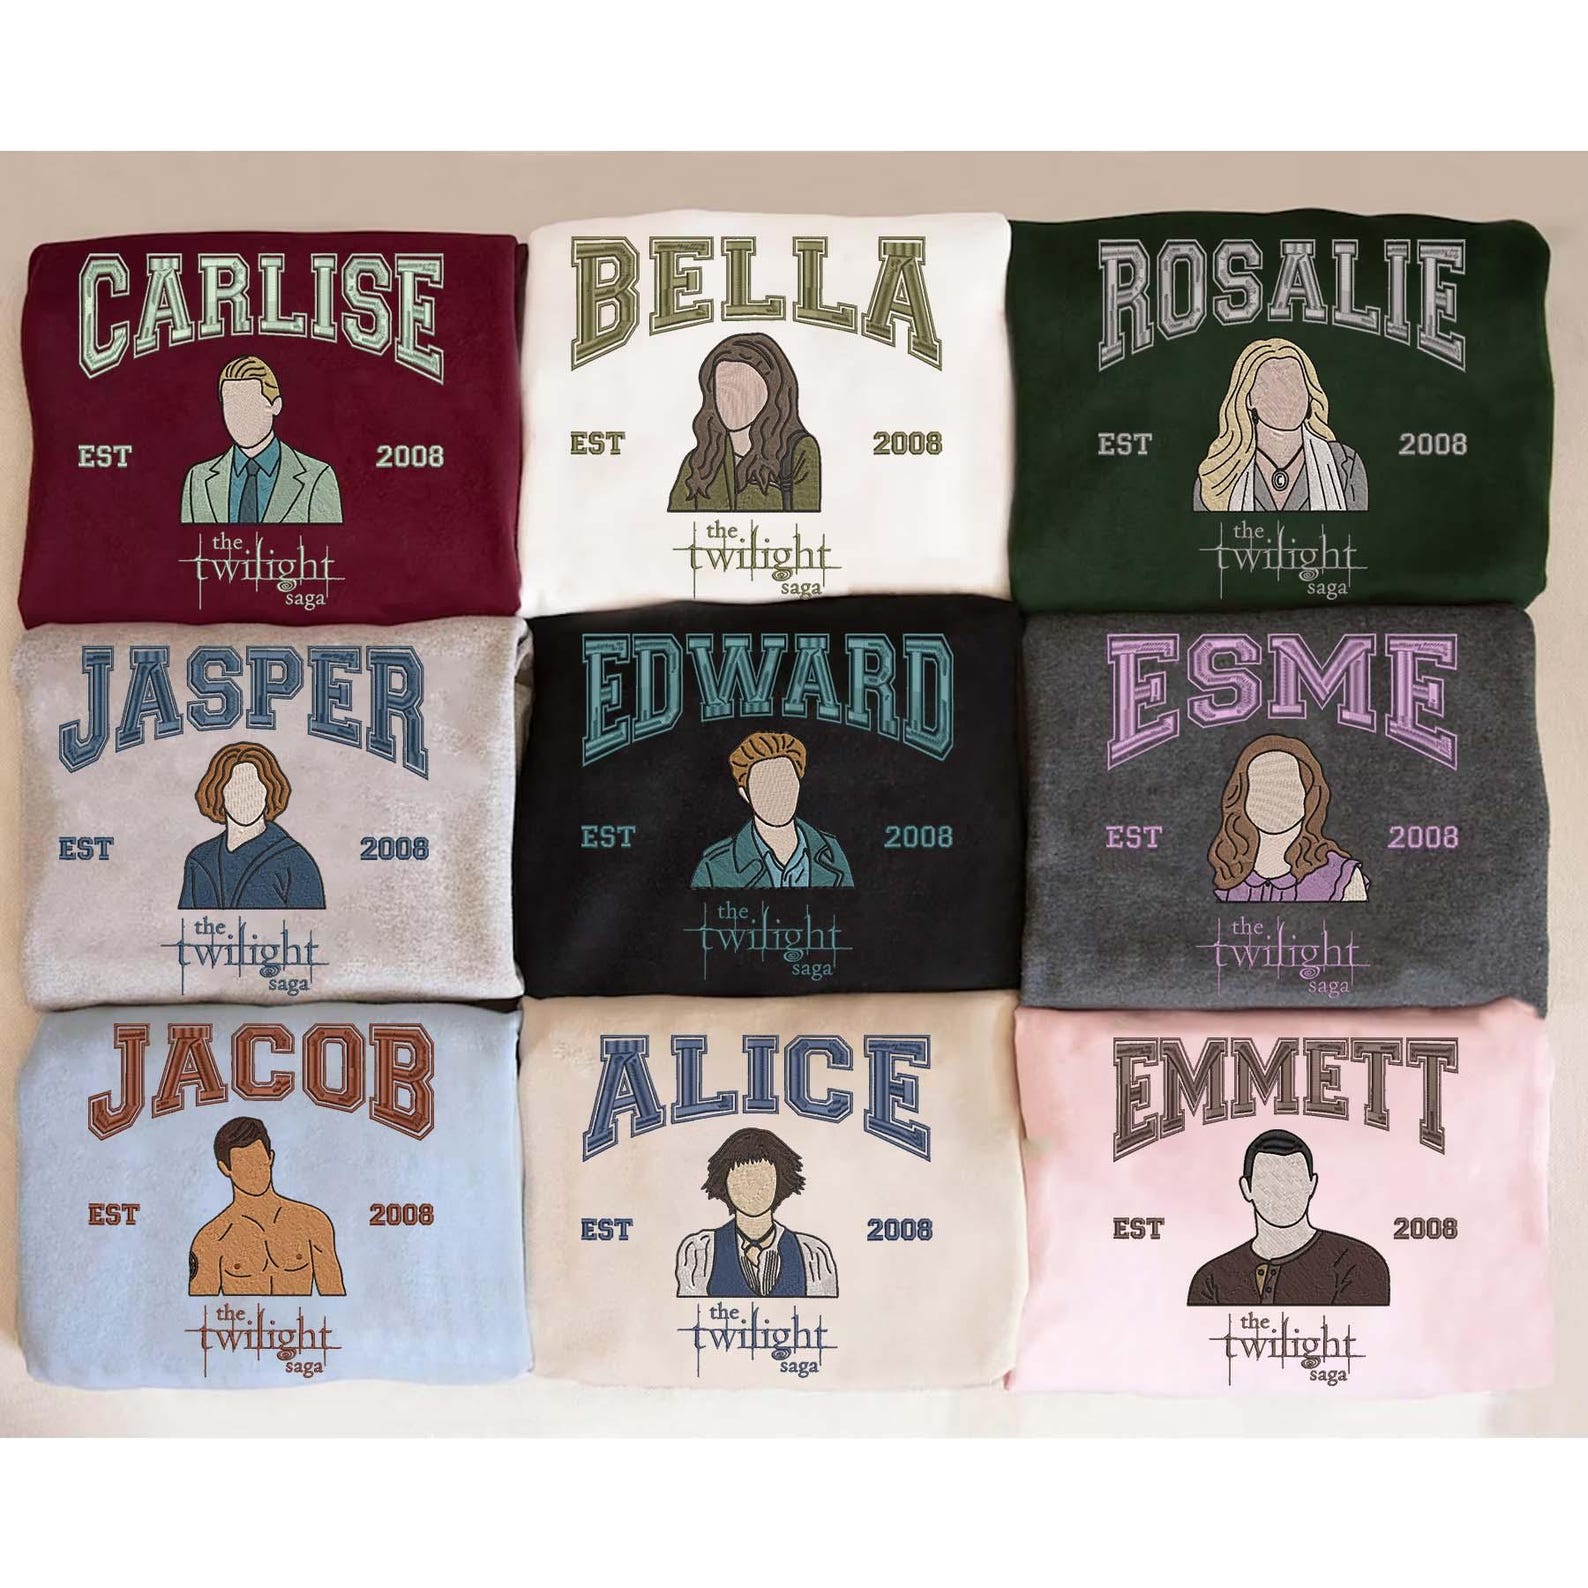 CARLISE
EST 2008
the
twilight
saga
BELLA
EST 2008
the
twilight
saga
ROSALIE
EST 2008
the
twilight
saga
JASPER
EST 2008
the
twilight
saga
EDWARD
EST 2008
the
twilight
saga
ESME
EST 2008
the
twilight
saga
JACOB
EST 2008
the
twilight
saga
ALICE
EST 2008
the
twilight
saga
EMMETT
EST 2008
the
twilight
saga